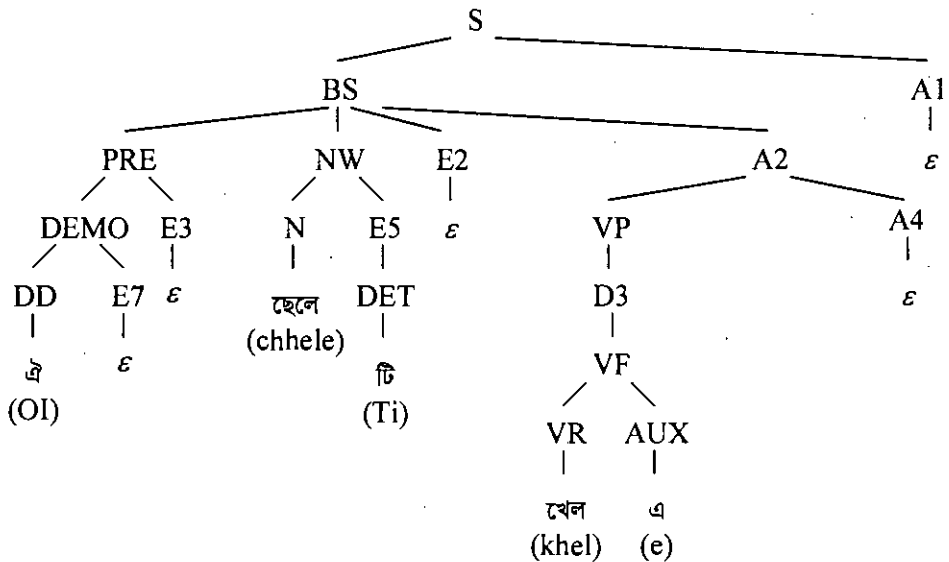 S
BS A1
PRE NW E2 A2 ε
DEMO E3 N E5 ε VP A4
DD E7 ε ছেলে DET D3 ε
(chhele)
ঐ ε টি VF
(OI) (Ti)
VR AUX
খেল এ
(khel) (e)